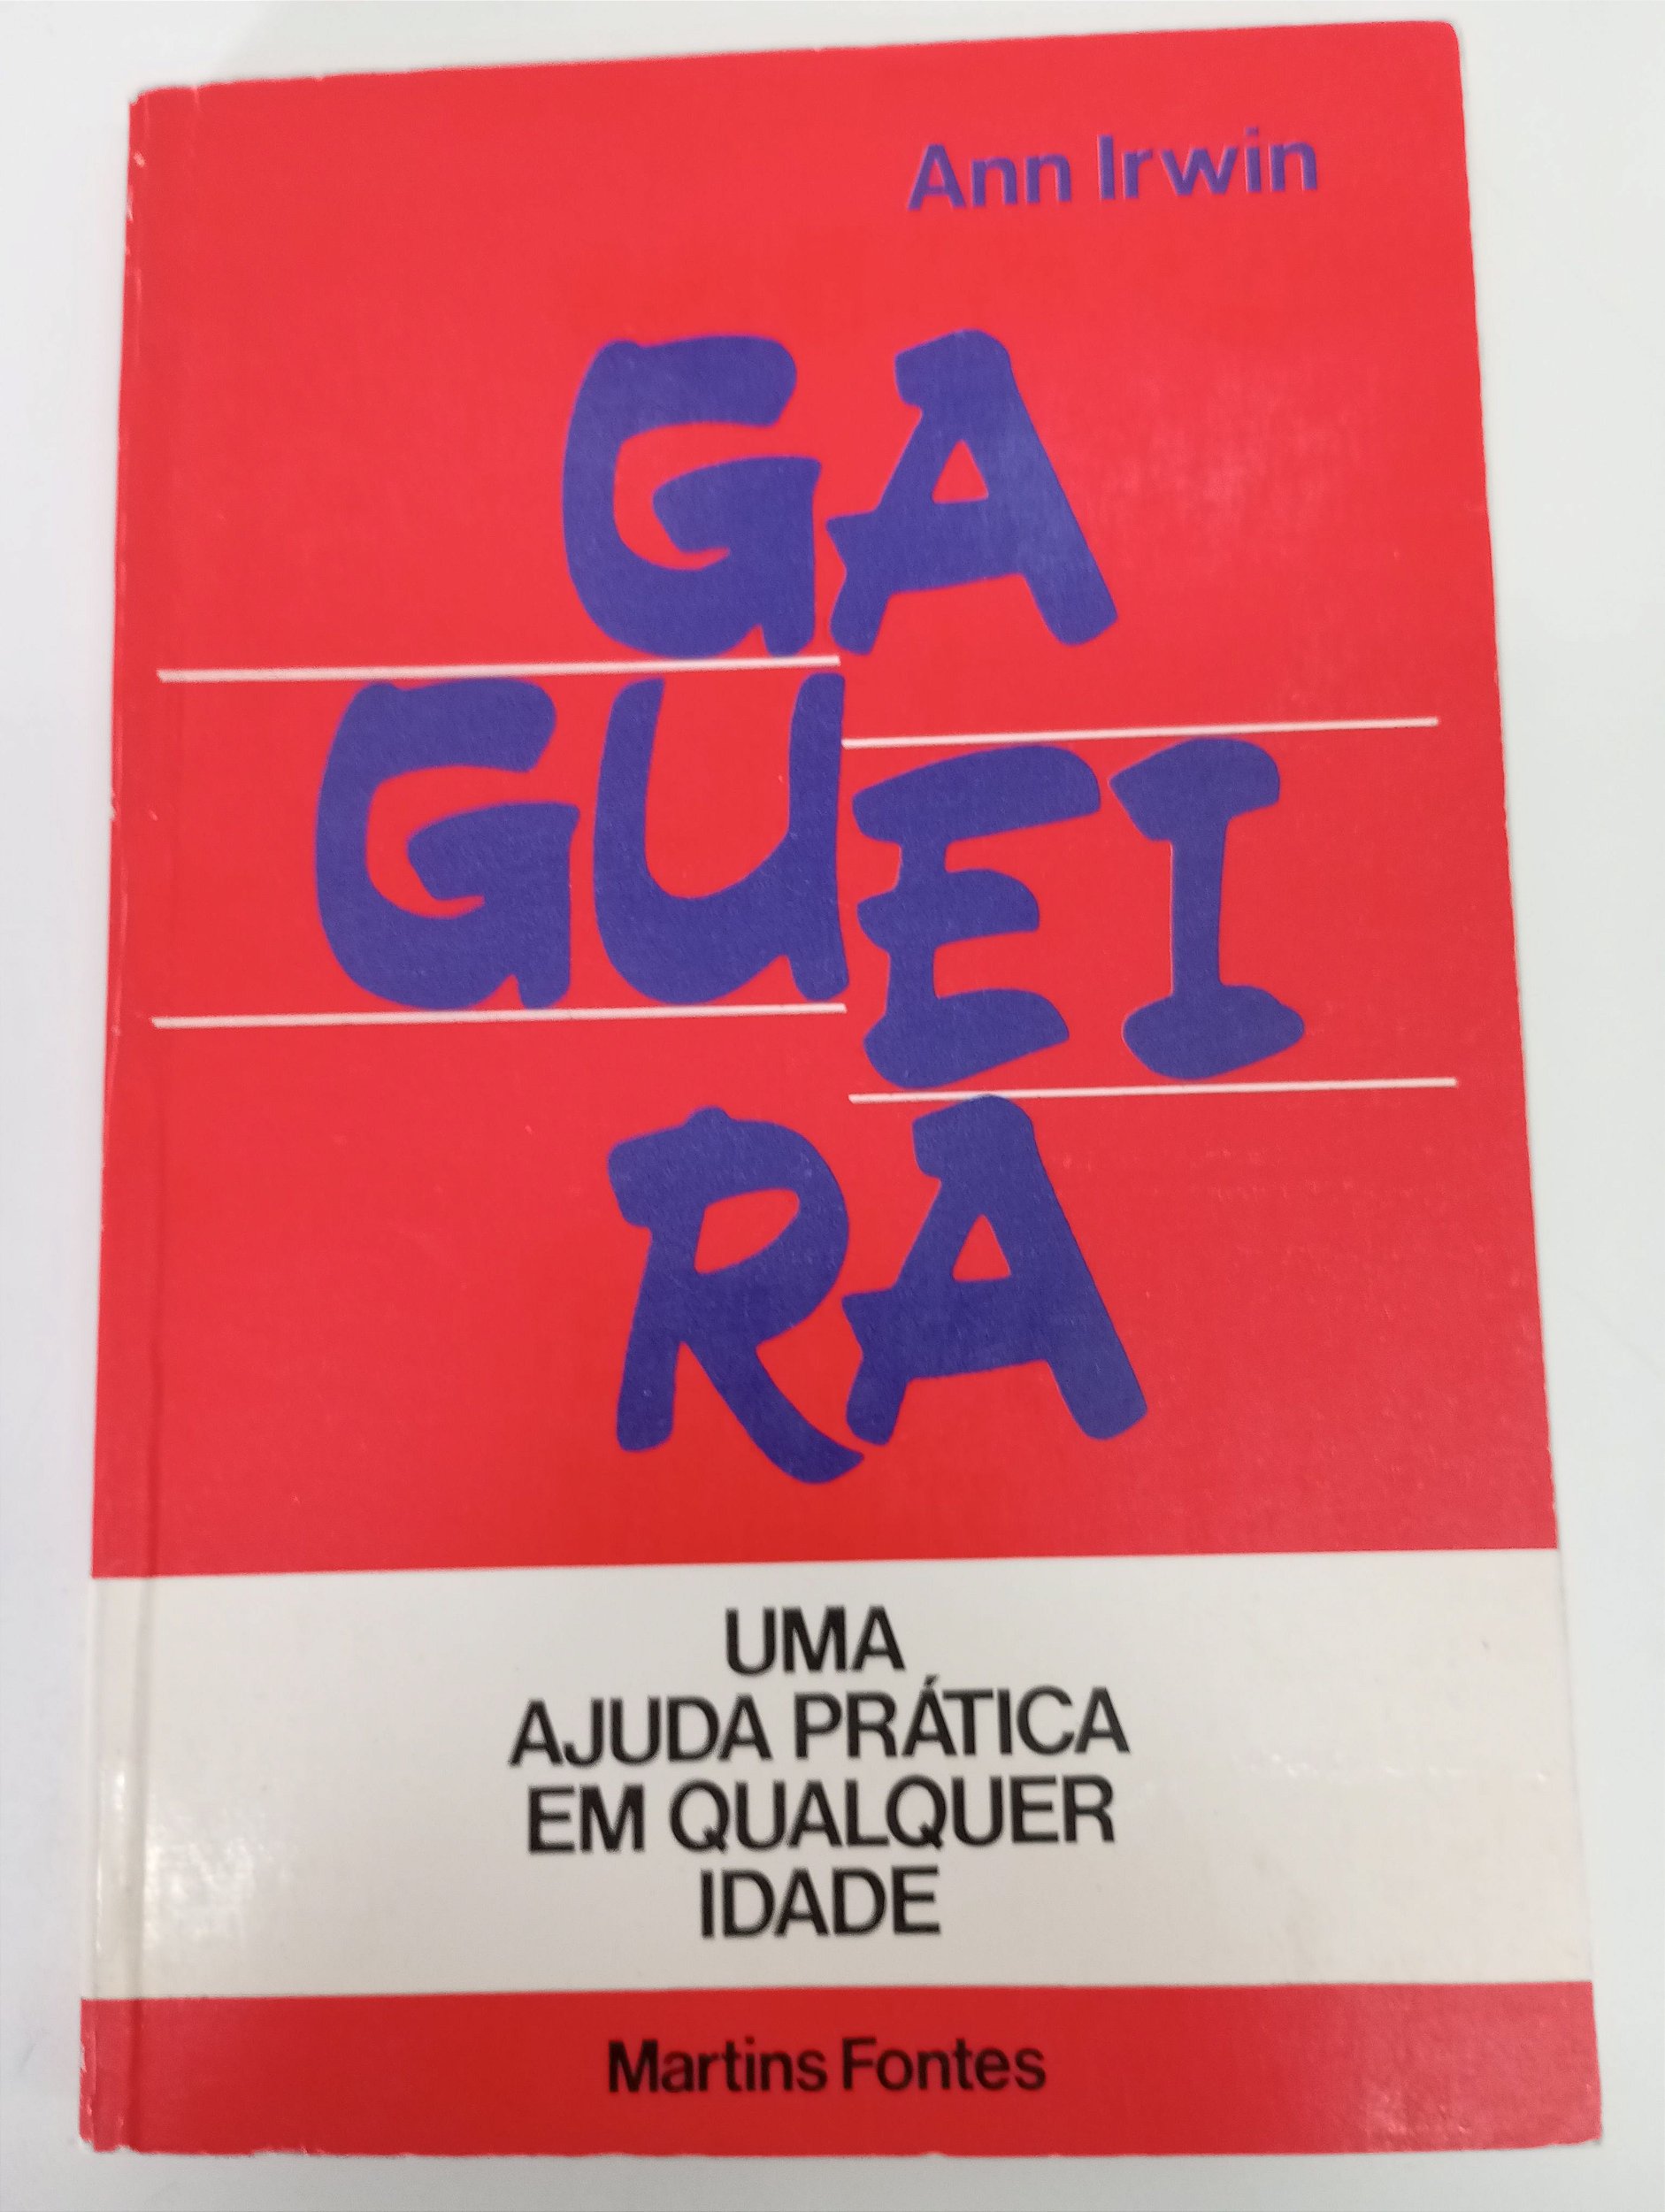 Ann Irwin
GA
GUEI
RA
UMA
AJUDA PRÁTICA
EM QUALQUER
IDADE
Martins Fontes